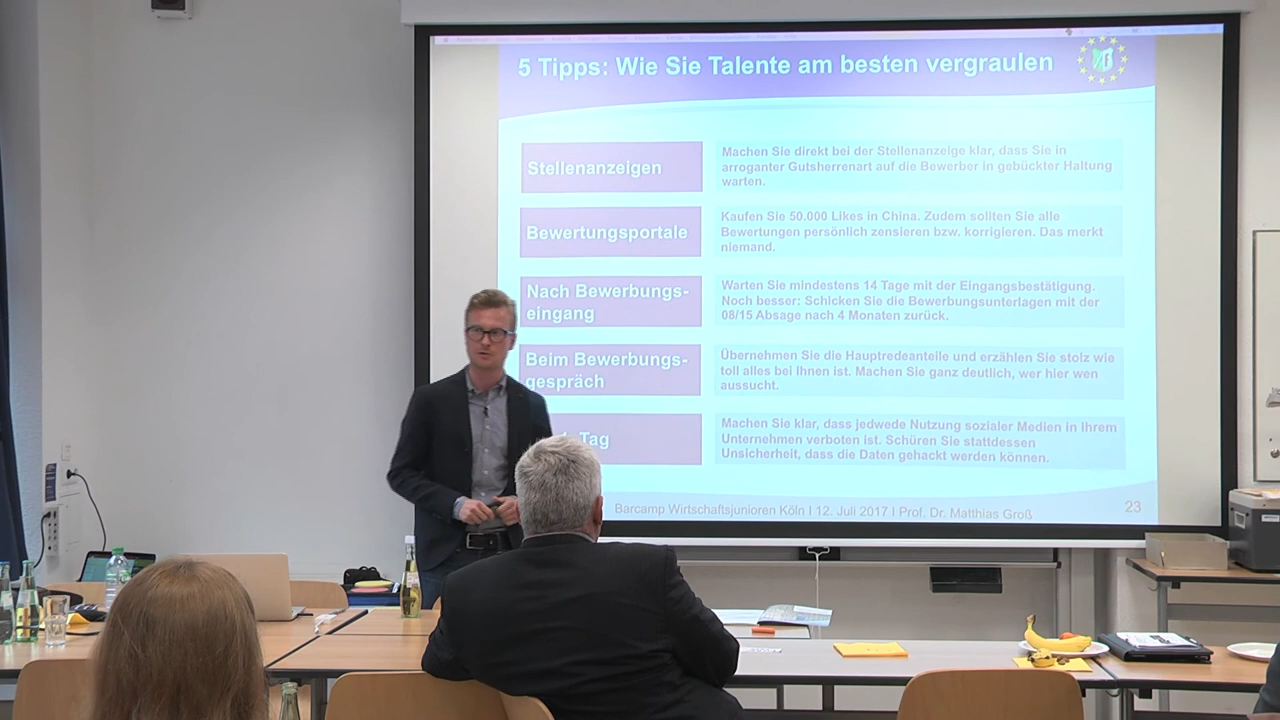 5 Tipps: Wie Sie Talente am besten vergraulen
Stellenanzeigen
Machen Sie direkt bei der Stellenanzeige klar, dass Sie in
arroganter Gutsherrenart auf die Bewerber in gebückter Haltung
warten.
Bewertungsportale
Kaufen Sie 50.000 Likes in China. Zudem sollten Sie alle
Bewertungen persönlich zensieren bzw. korrigieren. Das merkt
niemand.
Nach Bewerbungs-
eingang
Warten Sie mindestens 14 Tage mit der Eingangsbestätigung.
Noch besser: Schicken Sie die Bewerbungsunterlagen mit der
08/15 Absage nach 4 Monaten zurück.
Beim Bewerbungs-
gespräch
Übernehmen Sie die Hauptredeanteile und erzählen Sie stolz wie
toll alles bei Ihnen ist. Machen Sie ganz deutlich, wer hier wen
aussucht.
Tag
Machen Sie klar, dass jedwede Nutzung sozialer Medien in Ihrem
Unternehmen verboten ist. Schüren Sie stattdessen
Unsicherheit, dass die Daten gehackt werden können.
Barcamp Wirtschaftsjunioren Köln I 12. Juli 2017 I Prof. Dr. Matthias Groß
23